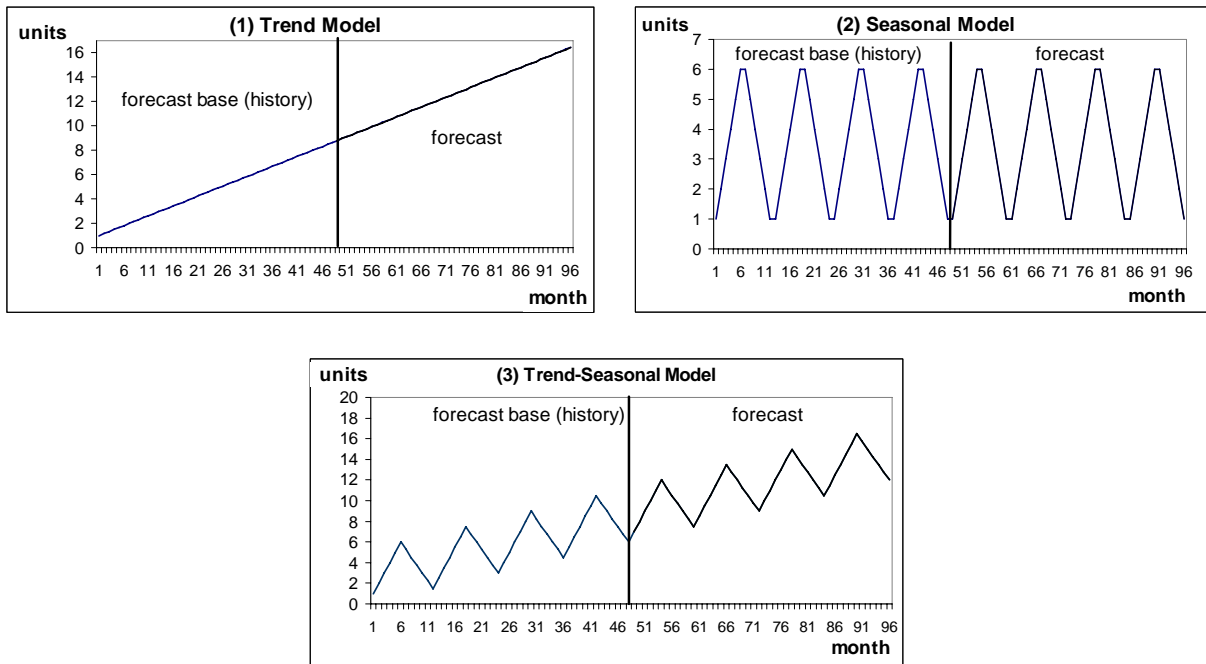 (1) Trend Model
units
16
14
12
10
8
6
4
2
0
forecast base (history)
forecast
1 6 11 16 21 26 31 36 41 46 51 56 61 66 71 76 81 86 91 96
month
(2) Seasonal Model
units
7
6
5
4
3
2
1
0
forecast base (history) forecast
1 6 11 16 21 26 31 36 41 46 51 56 61 66 71 76 81 86 91 96
month
units (3) Trend-Seasonal Model
20
18
16
14
12
10
8
6
4
2
0
forecast base (history) forecast
1 6 11 16 21 26 31 36 41 46 51 56 61 66 71 76 81 86 91 96
month